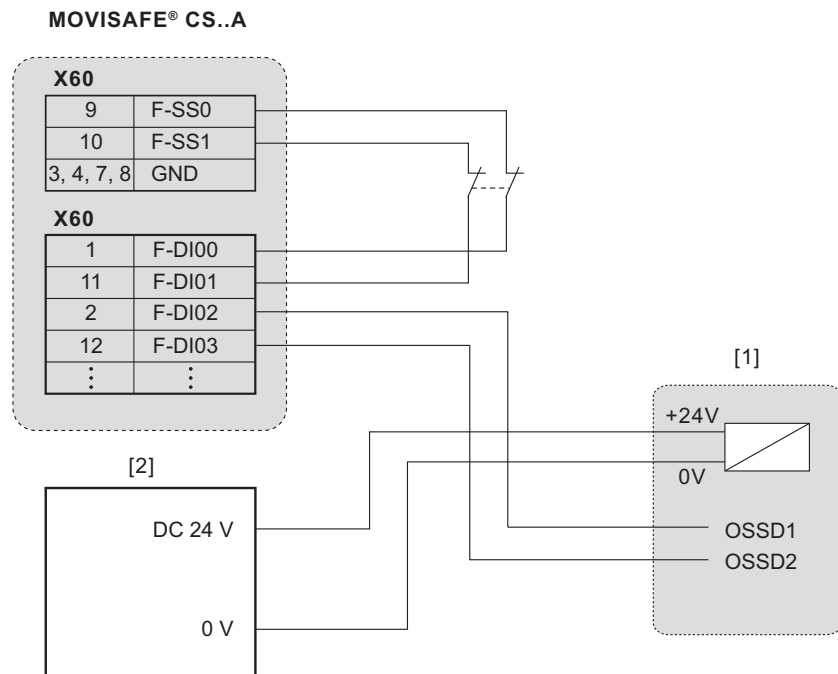 MOVISAFE® CS..A
X60
9 F-SS0
10 F-SS1
3, 4, 7, 8 GND
X60
1 F-DI00
11 F-DI01
2 F-DI02
12 F-DI03
⋮ ⋮
[1]
+24V
0V
OSSD1
OSSD2
[2]
DC 24 V
0 V